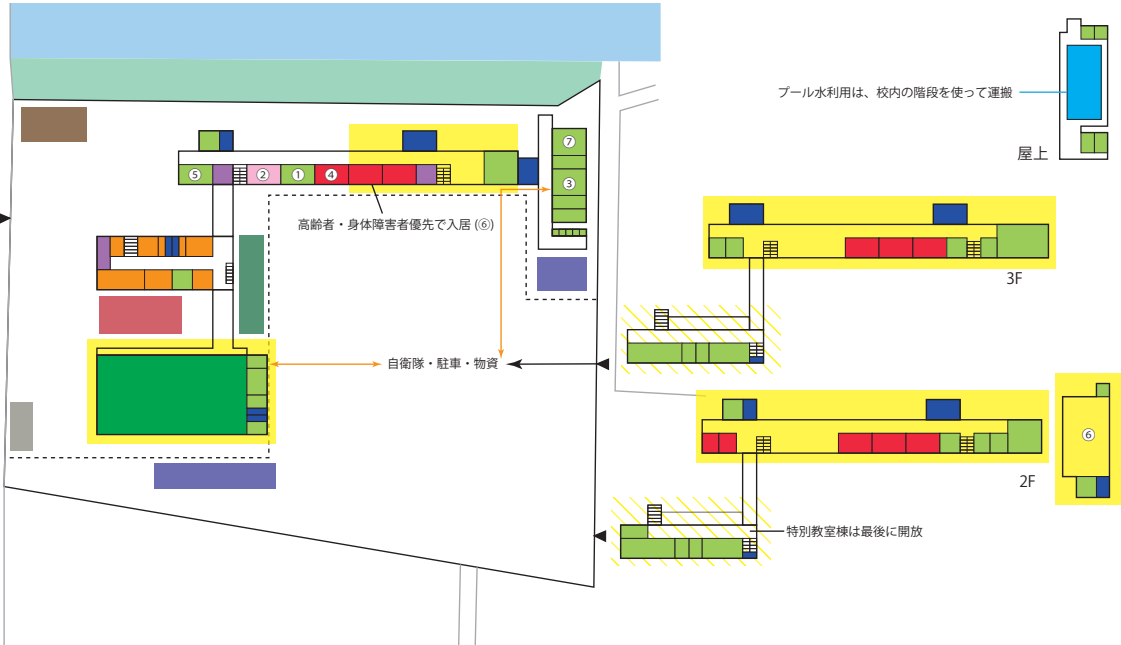 プール水利用は、校内の階段を使って運搬
屋上
⑦
⑤
②
①
④
③
高齢者・身体障害者優先で入居 (⑥)
3F
自衛隊・駐車・物資
⑥
2F
特別教室棟は最後に開放